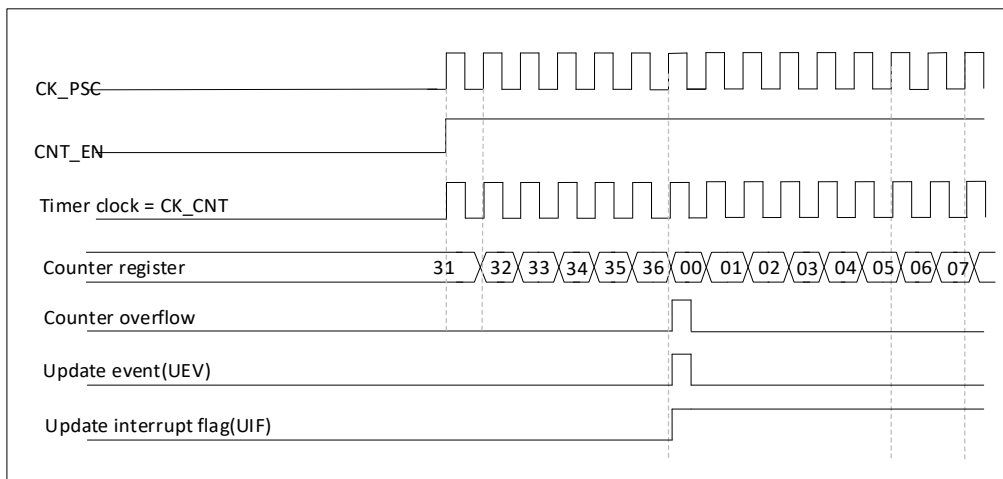 CK_PSC
CNT_EN
Timer clock = CK_CNT
Counter register 31 32 33 34 35 36 00 01 02 03 04 05 06 07
Counter overflow
Update event(UEV)
Update interrupt flag(UIF)